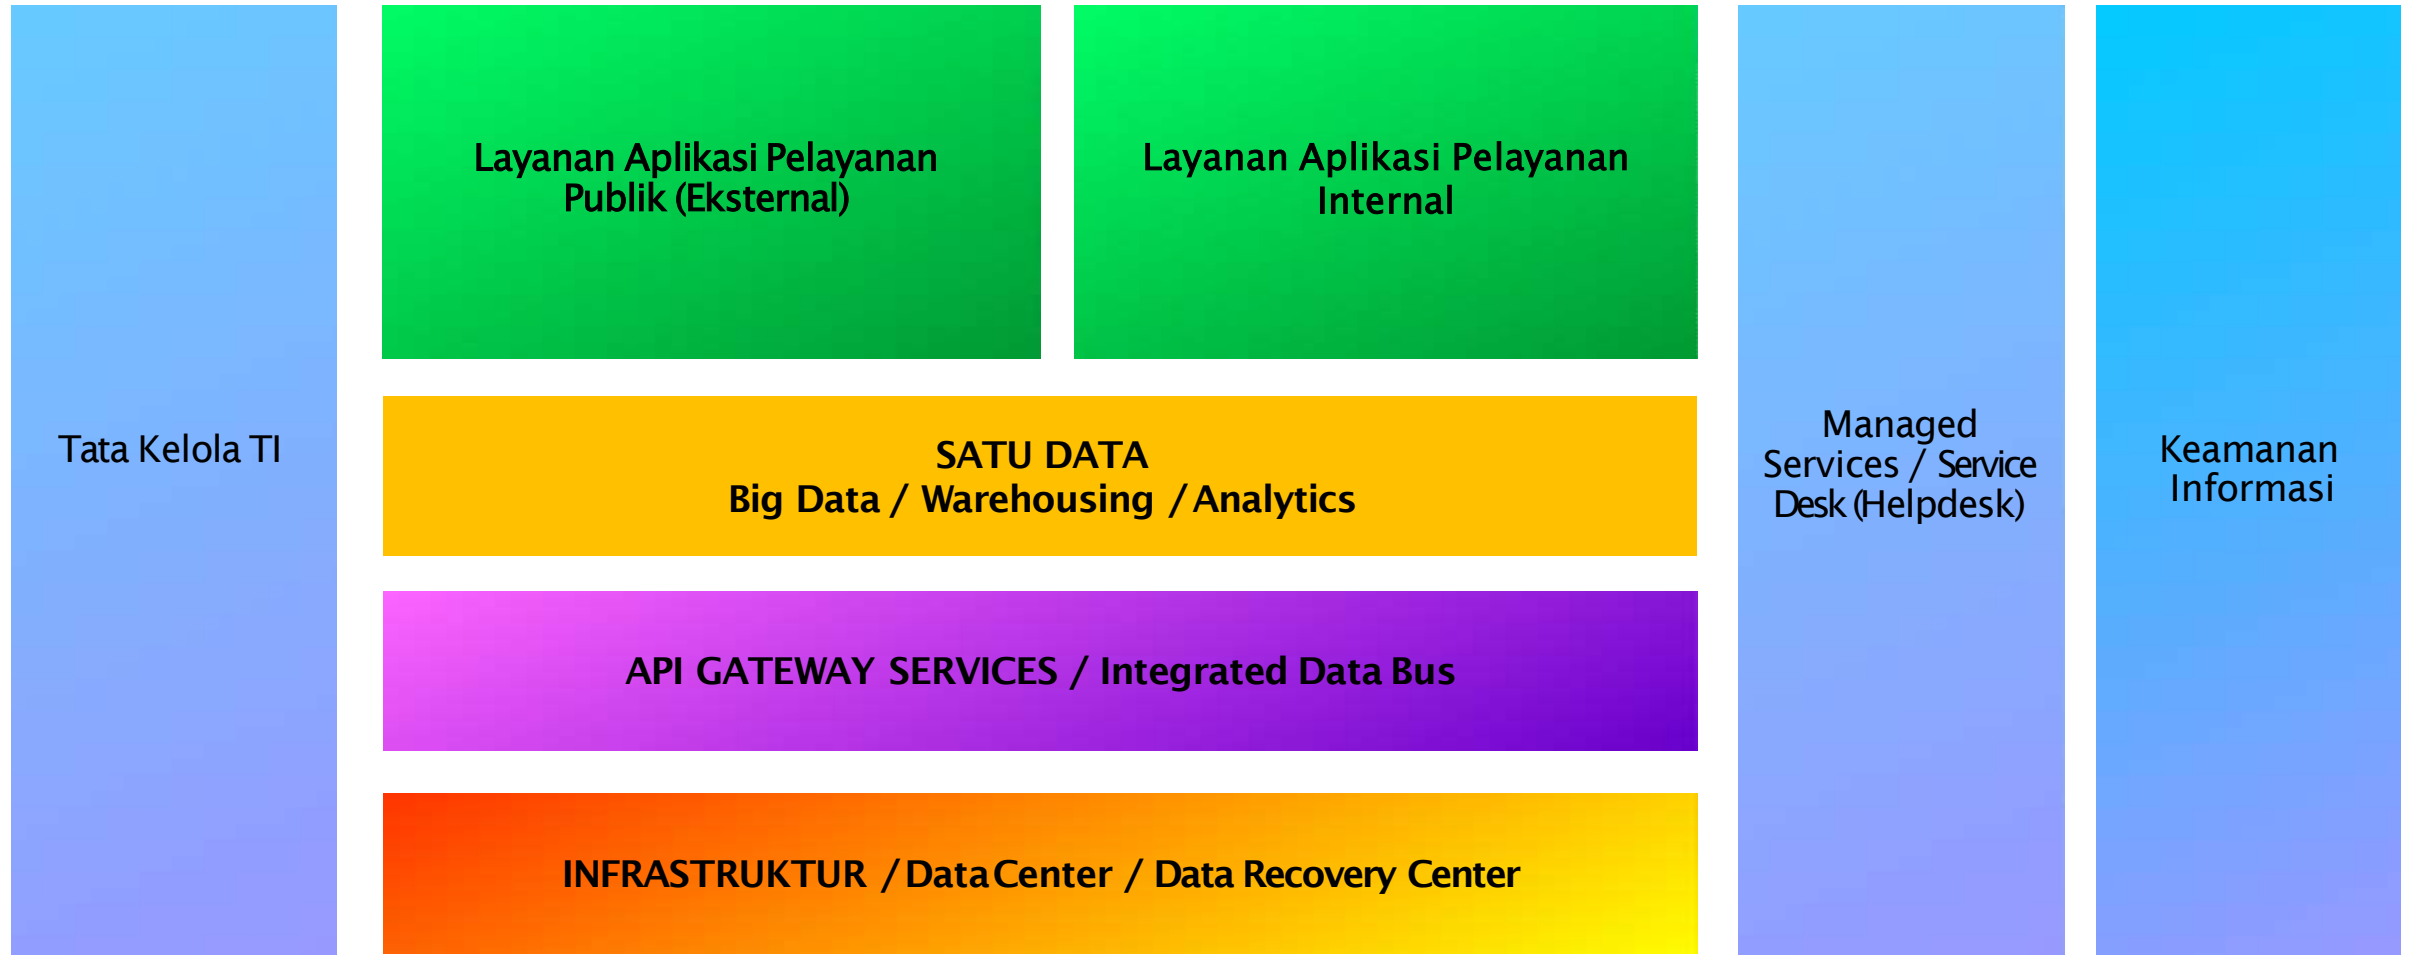 Tata Kelola TI
Layanan Aplikasi Pelayanan
Publik (Eksternal)
Layanan Aplikasi Pelayanan
Internal
SATU DATA
Big Data / Warehousing / Analytics
API GATEWAY SERVICES / Integrated Data Bus
INFRASTRUKTUR / Data Center / Data Recovery Center
Managed
Services / Service
Desk (Helpdesk)
Keamanan
Informasi